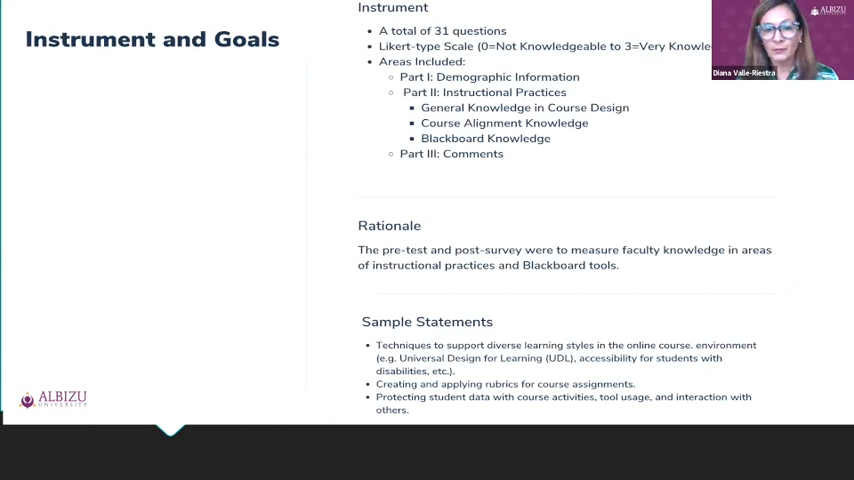 Instrument and Goals
Instrument
A total of 31 questions
Likert-type Scale (0=Not Knowledgeable to 3=Very Knowle
Areas Included:
Part I: Demographic Information
Part II: Instructional Practices
General Knowledge in Course Design
Course Alignment Knowledge
Blackboard Knowledge
Part III: Comments
Rationale
The pre-test and post-survey were to measure faculty knowledge in areas
of instructional practices and Blackboard tools.
Sample Statements
Techniques to support diverse learning styles in the online course. environment
(e.g. Universal Design for Learning (UDL), accessibility for students with
disabilities, etc.).
Creating and applying rubrics for course assignments.
Protecting student data with course activities, tool usage, and interaction with
others.
ALBIZU
UNIVERSITY
ALBIZU
UNIVERSITY
Diana Valle-Riestra